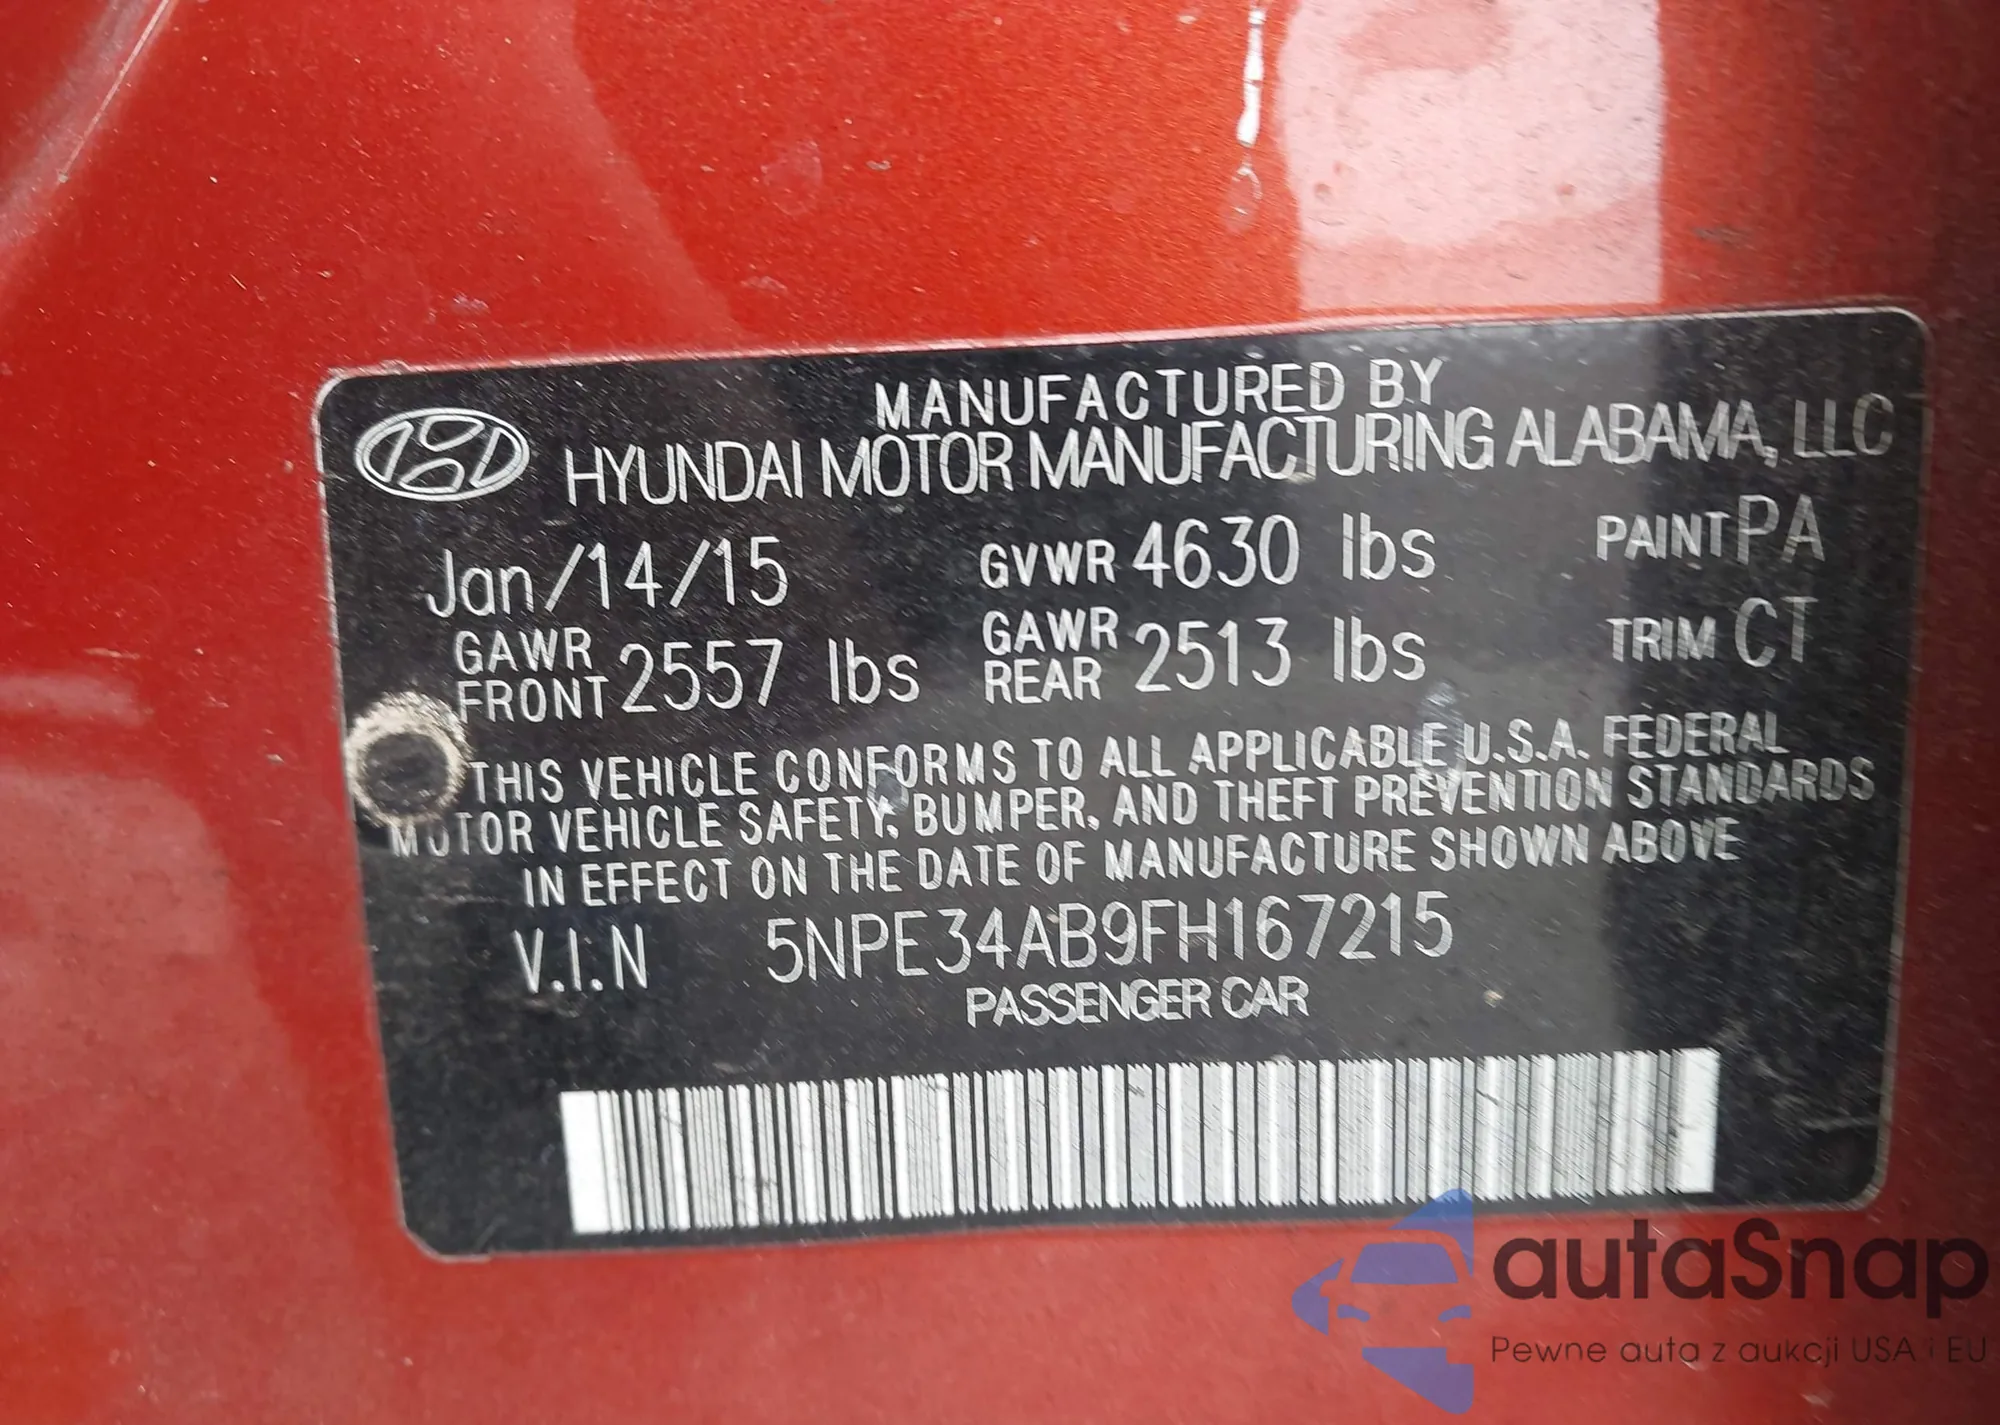 MANUFACTURED BY
HYUNDAI MOTOR MANUFACTURING ALABAMA, LLC
Jan/14/15 GVWR 4630 lbs PAINT PA
GAWR FRONT 2557 lbs GAWR REAR 2513 lbs TRIM CT
THIS VEHICLE CONFORMS TO ALL APPLICABLE U.S.A. FEDERAL
MOTOR VEHICLE SAFETY, BUMPER, AND THEFT PREVENTION STANDARDS
IN EFFECT ON THE DATE OF MANUFACTURE SHOWN ABOVE
V.I.N 5NPE34AB9FH167215
PASSENGER CAR
autaSnap
Pewne auta z aukcji USA i EU